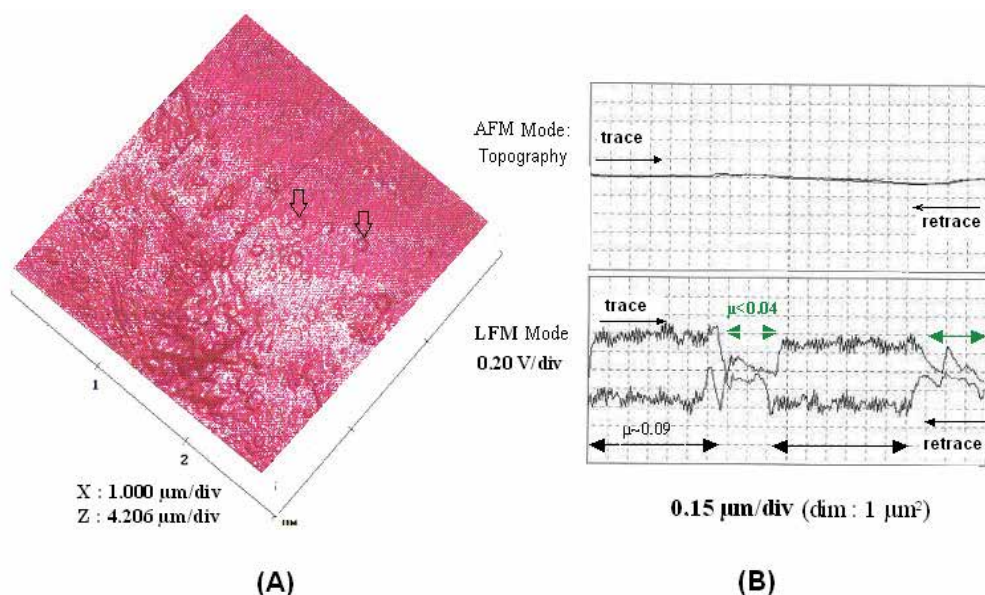 1
2
X : 1.000 µm/div
Z : 4.206 µm/div
(A)
AFM Mode:
Topography
trace
retrace
LFM Mode
0.20 V/div
trace
µ<0.04
µ~0.09
retrace
0.15 µm/div (dim : 1 µm²)
(B)